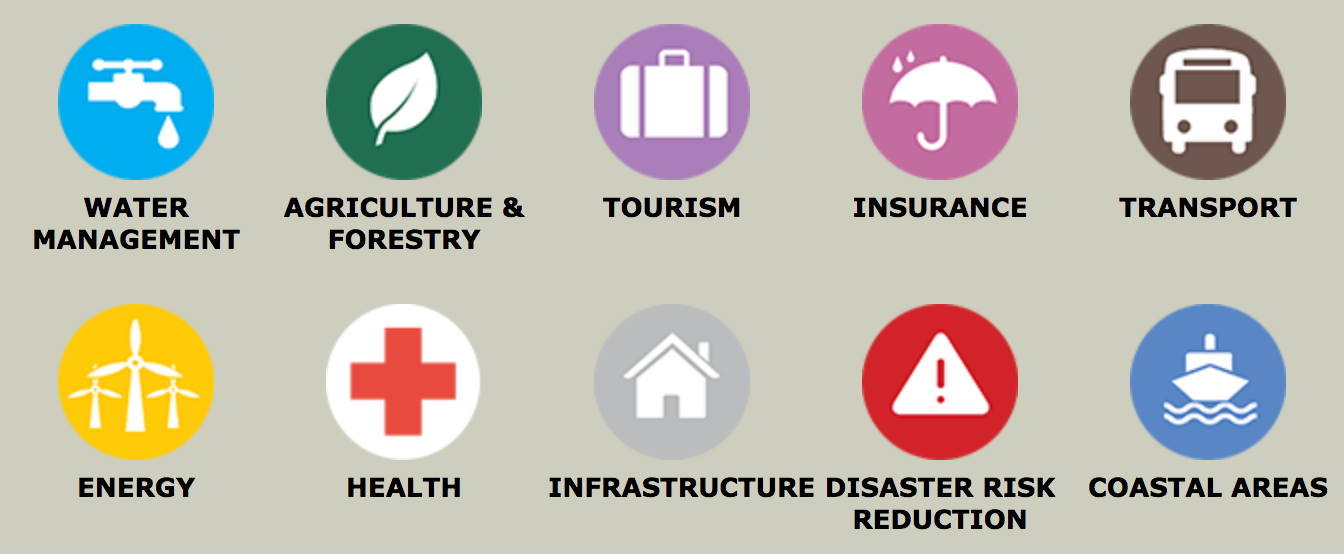 WATER
MANAGEMENT
AGRICULTURE &
FORESTRY
TOURISM
INSURANCE
TRANSPORT
ENERGY
HEALTH
INFRASTRUCTURE
DISASTER RISK
REDUCTION
COASTAL AREAS